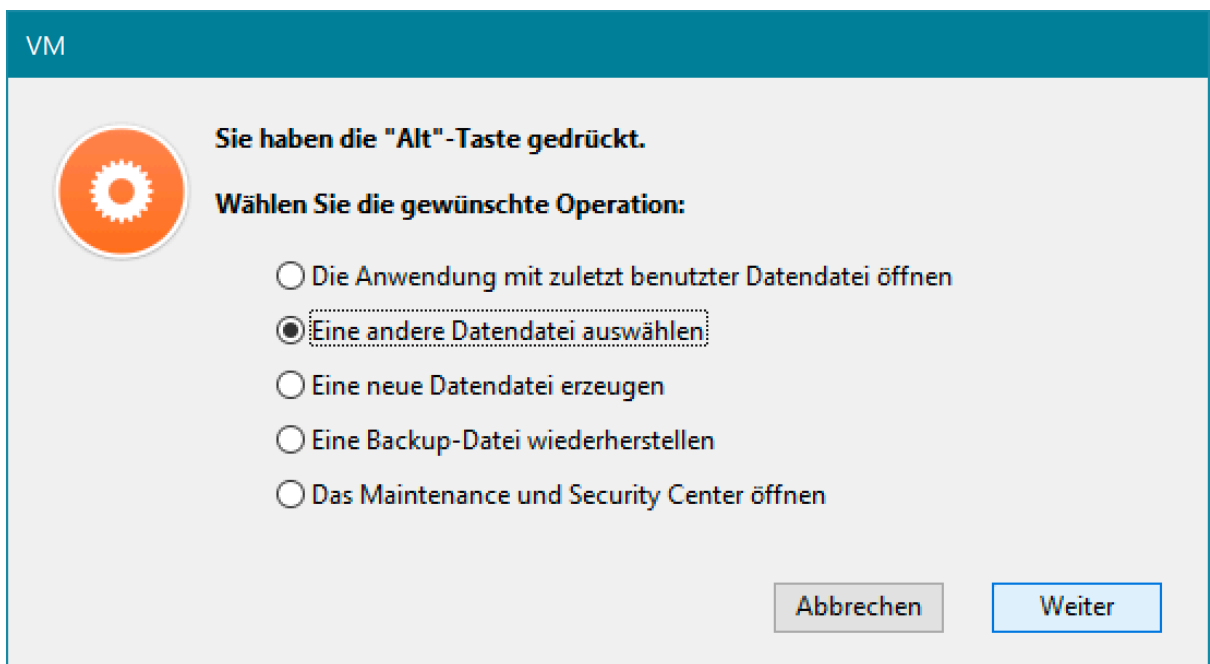 VM
Sie haben die "Alt"-Taste gedrückt.
Wählen Sie die gewünschte Operation:
Die Anwendung mit zuletzt benutzter Datendatei öffnen
Eine andere Datendatei auswählen
Eine neue Datendatei erzeugen
Eine Backup-Datei wiederherstellen
Das Maintenance und Security Center öffnen
Abbrechen Weiter